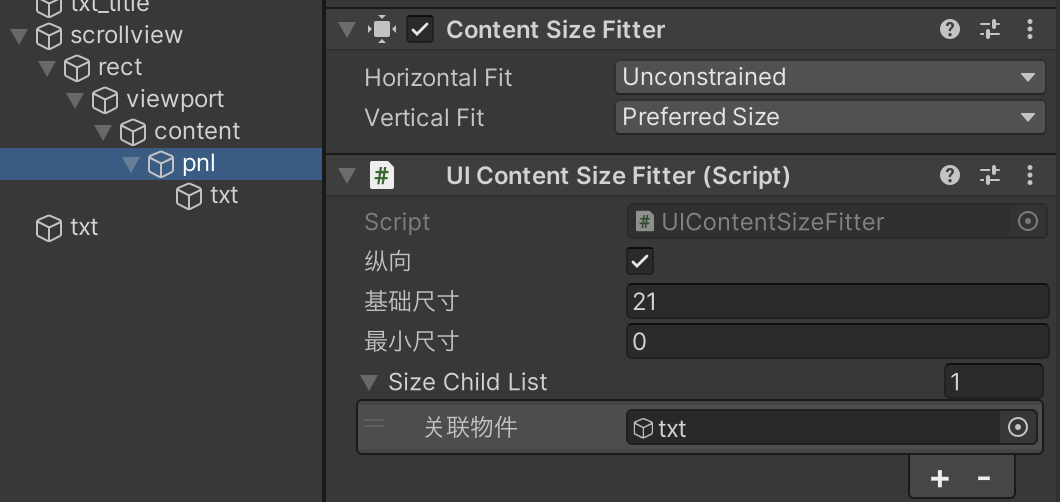 txt_title
scrollview
rect
viewport
content
pnl
txt
txt
Content Size Fitter
Horizontal Fit Unconstrained
Vertical Fit Preferred Size
# UI Content Size Fitter (Script)
Script # UIContentSizeFitter
纵向
基础尺寸 21
最小尺寸 0
Size Child List 1
关联物件 txt
+ -